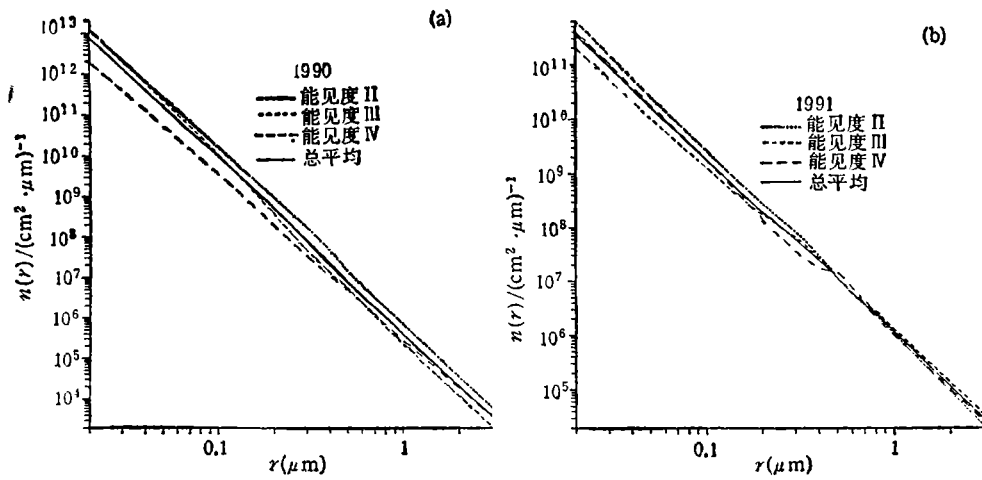 (a)
1990
能见度 II
能见度 III
能见度 IV
总平均
n(r)/(cm² ·μm)⁻¹
10¹³
10¹²
10¹¹
10¹⁰
10⁹
10⁸
10⁷
10⁶
10⁵
10⁴
0.1
1
r(μm)
(b)
1991
能见度 II
能见度 III
能见度 IV
总平均
n(r)/(cm² ·μm)⁻¹
10¹¹
10¹⁰
10⁹
10⁸
10⁷
10⁶
10⁵
0.1
1
r(μm)